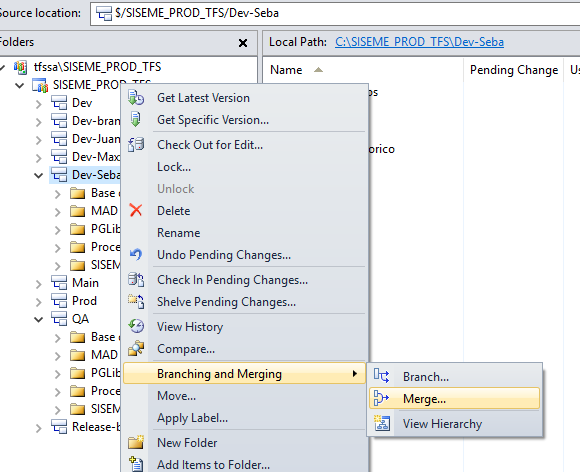 Source location: $/SISEME_PROD_TFS/Dev-Seba
Folders
Local Path: C:\SISEME_PROD_TFS\Dev-Seba
tfssa\SISEME_PROD_TFS
SISEME_PROD_TFS
Name
Pending Change
Us
Dev
Dev-bran
Dev-Juan
Dev-Max
Dev-Seba
Base d
MAD
PGLib
Proce
SISEM
Main
Prod
QA
Base d
MAD
PGLib
Proce
SISEM
Release-b
os
orico
Get Latest Version
Get Specific Version...
Check Out for Edit...
Lock...
Unlock
Delete
Rename
Undo Pending Changes...
Check In Pending Changes...
Shelve Pending Changes...
View History
Compare...
Branching and Merging
Move...
Apply Label...
New Folder
Add Items to Folder...
Branch...
Merge...
View Hierarchy